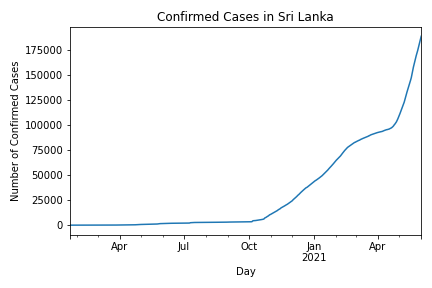 Confirmed Cases in Sri Lanka
Number of Confirmed Cases
175000
150000
125000
100000
75000
50000
25000
0
Apr Jul Oct Jan Apr
2021
Day